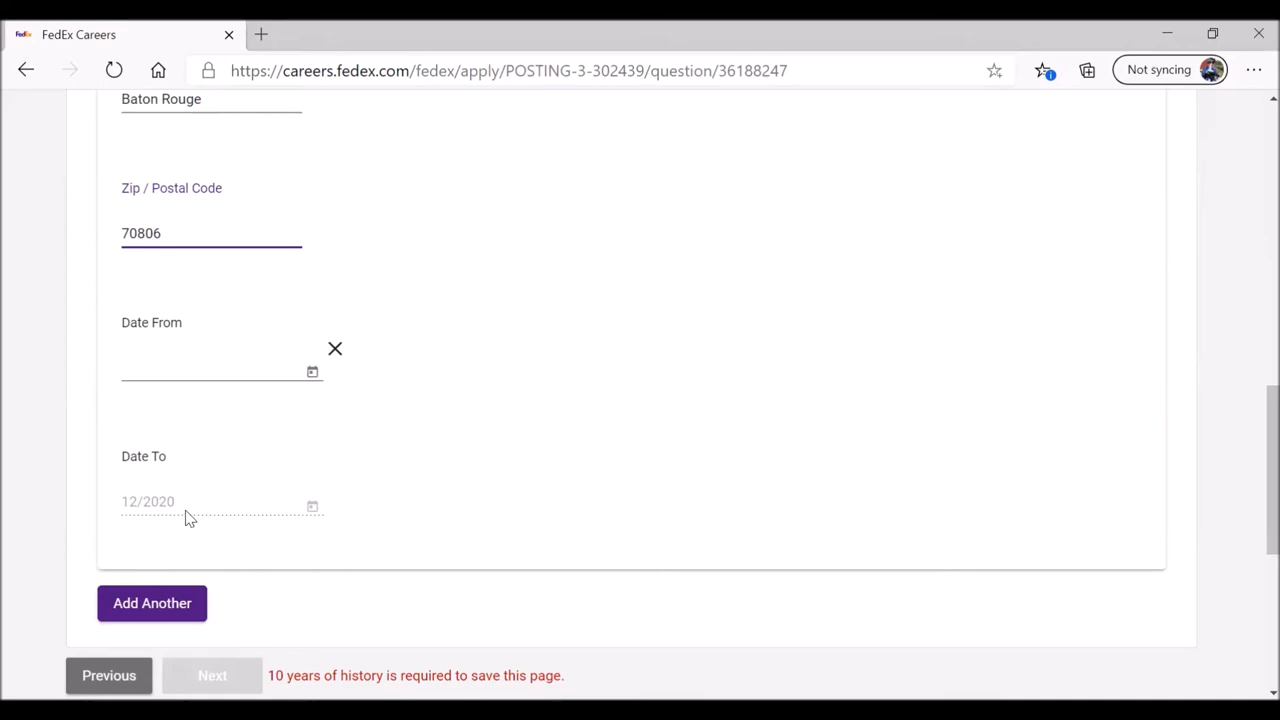 FedEx FedEx Careers
https://careers.fedex.com/fedex/apply/POSTING-3-302439/question/36188247
Not syncing
Baton Rouge
Zip / Postal Code
70806
Date From
Date To
12/2020
Add Another
Previous
Next
10 years of history is required to save this page.